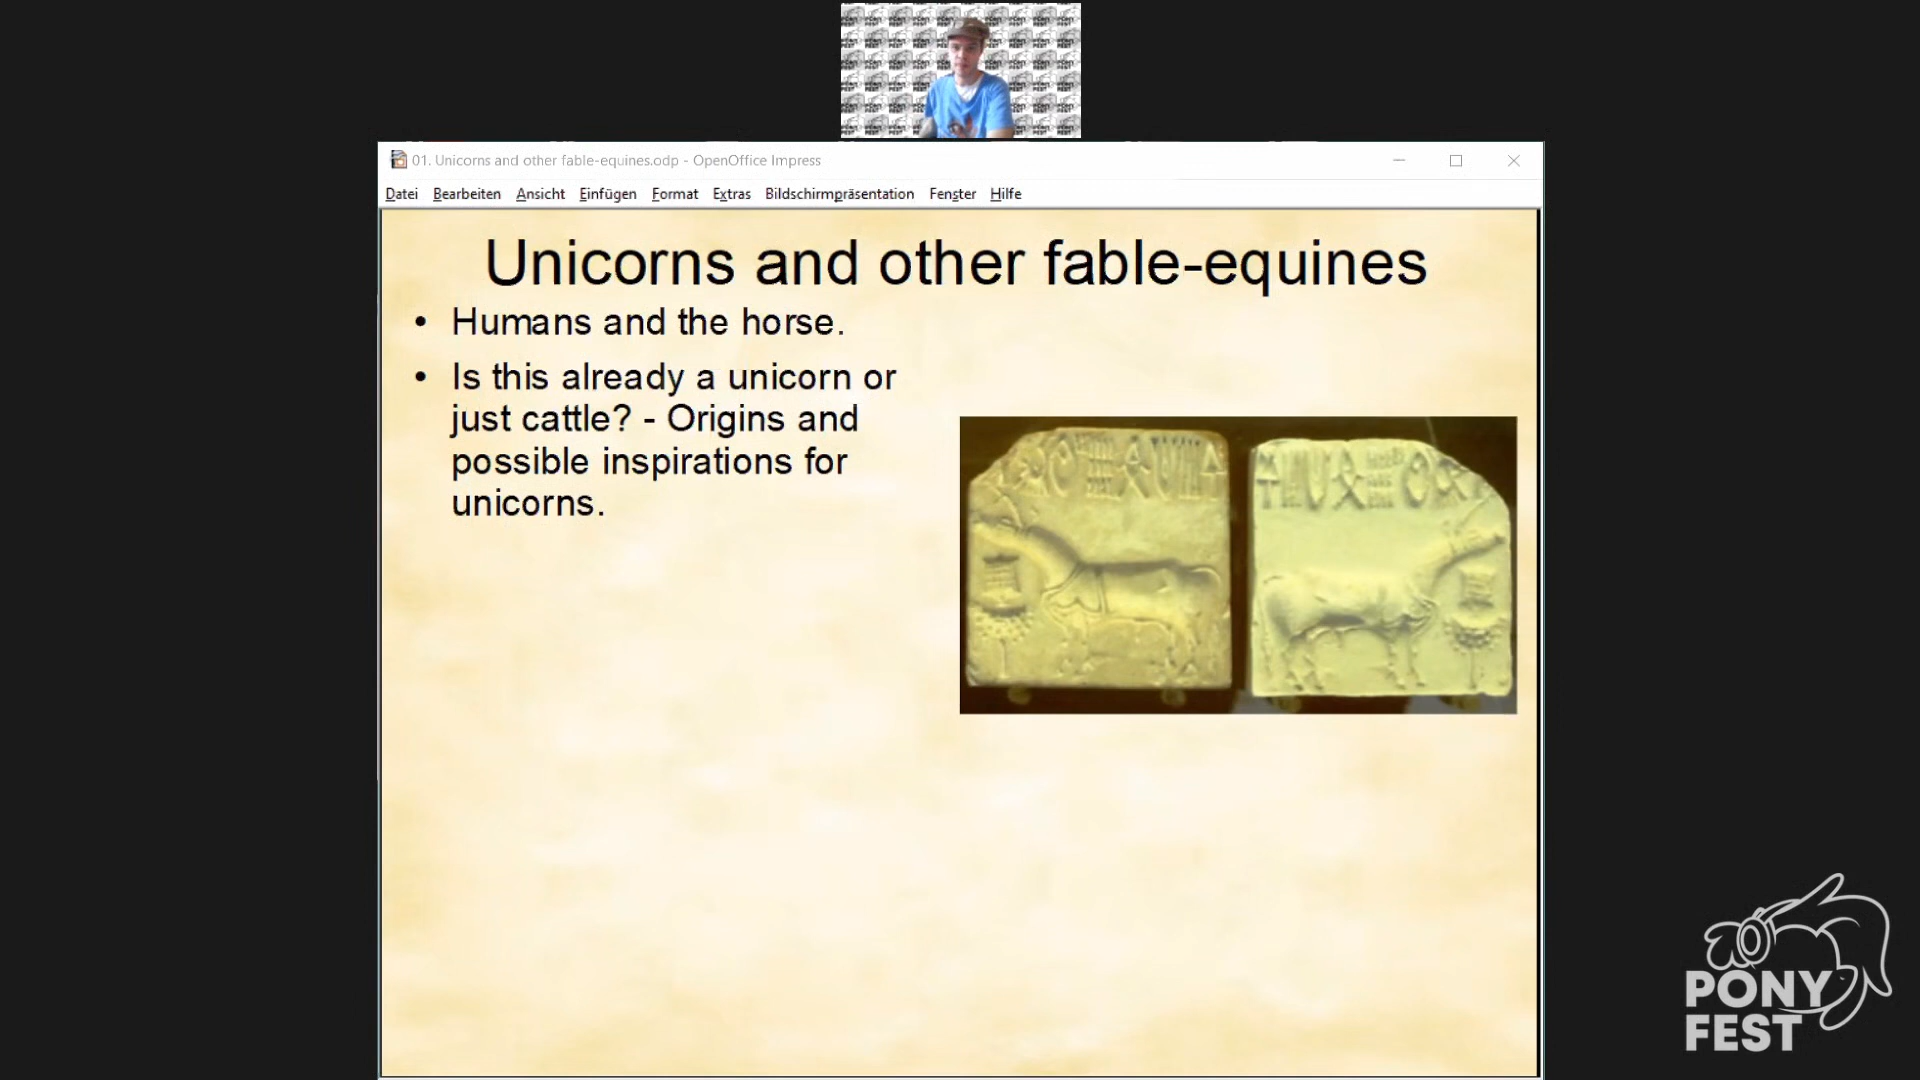 01. Unicorns and other fable-equines.odp - OpenOffice Impress
Datei Bearbeiten Ansicht Einfügen Format Extras Bildschirmpräsentation Fenster Hilfe
Unicorns and other fable-equines
• Humans and the horse.
• Is this already a unicorn or
just cattle? - Origins and
possible inspirations for
unicorns.
PONY
FEST